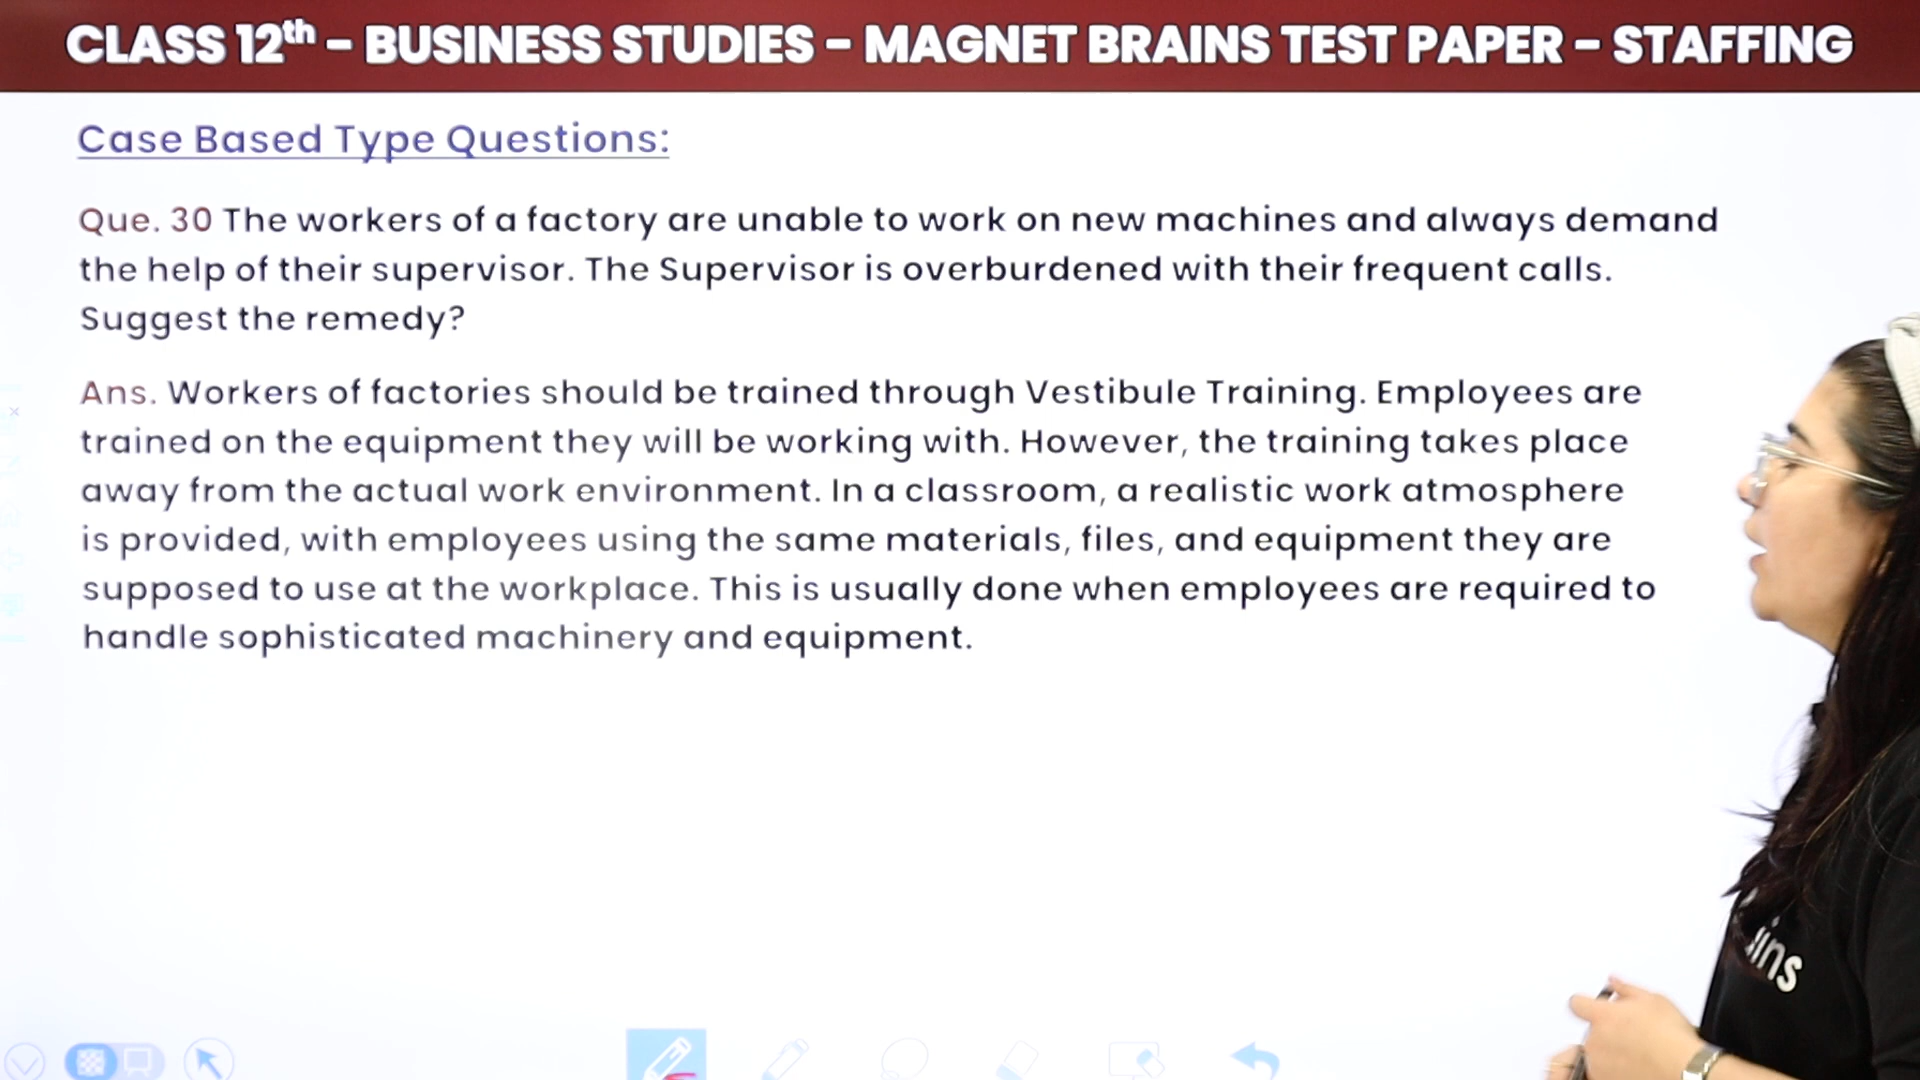 CLASS 12th - BUSINESS STUDIES - MAGNET BRAINS TEST PAPER - STAFFING
Case Based Type Questions:
Que. 30 The workers of a factory are unable to work on new machines and always demand
the help of their supervisor. The Supervisor is overburdened with their frequent calls.
Suggest the remedy?
Ans. Workers of factories should be trained through Vestibule Training. Employees are
trained on the equipment they will be working with. However, the training takes place
away from the actual work environment. In a classroom, a realistic work atmosphere
is provided, with employees using the same materials, files, and equipment they are
supposed to use at the workplace. This is usually done when employees are required to
handle sophisticated machinery and equipment.